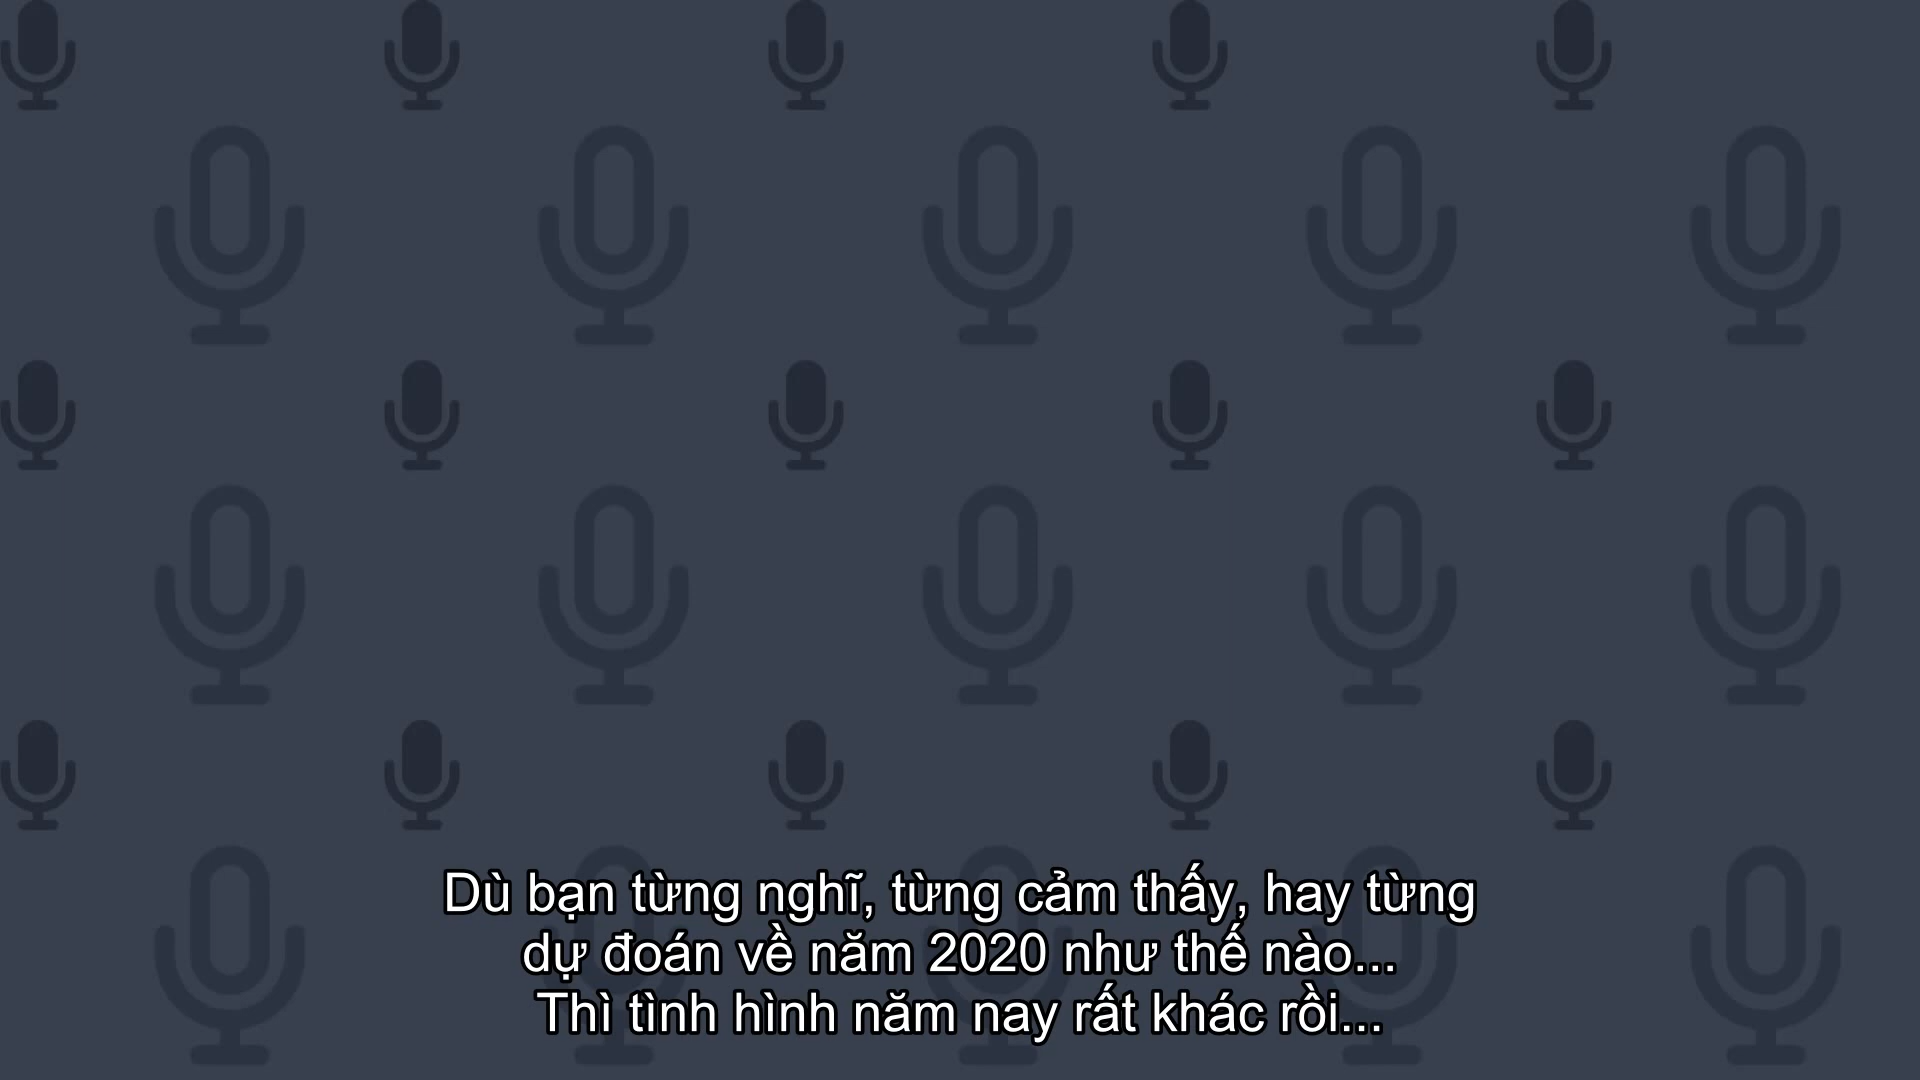 Dù bạn từng nghĩ, từng cảm thấy, hay từng
dự đoán về năm 2020 như thế nào...
Thì tình hình năm nay rất khác rồi...